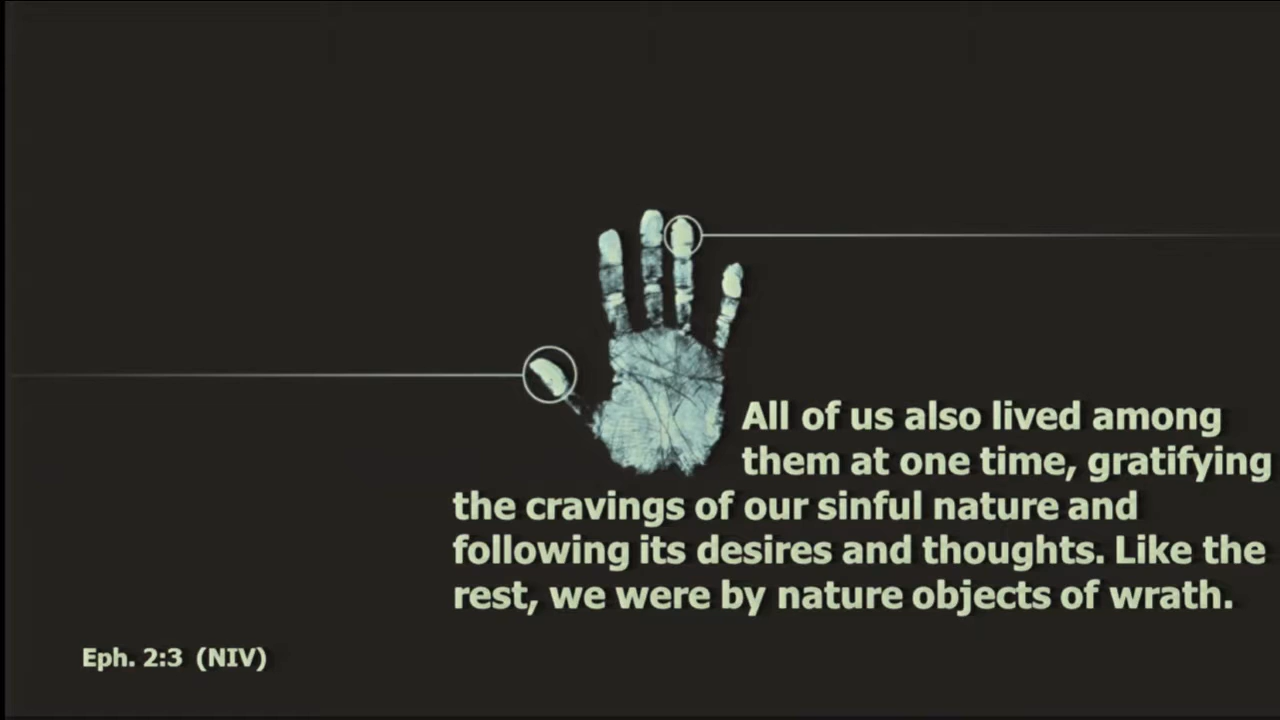 All of us also lived among
them at one time, gratifying
the cravings of our sinful nature and
following its desires and thoughts. Like the
rest, we were by nature objects of wrath.
Eph. 2:3 (NIV)